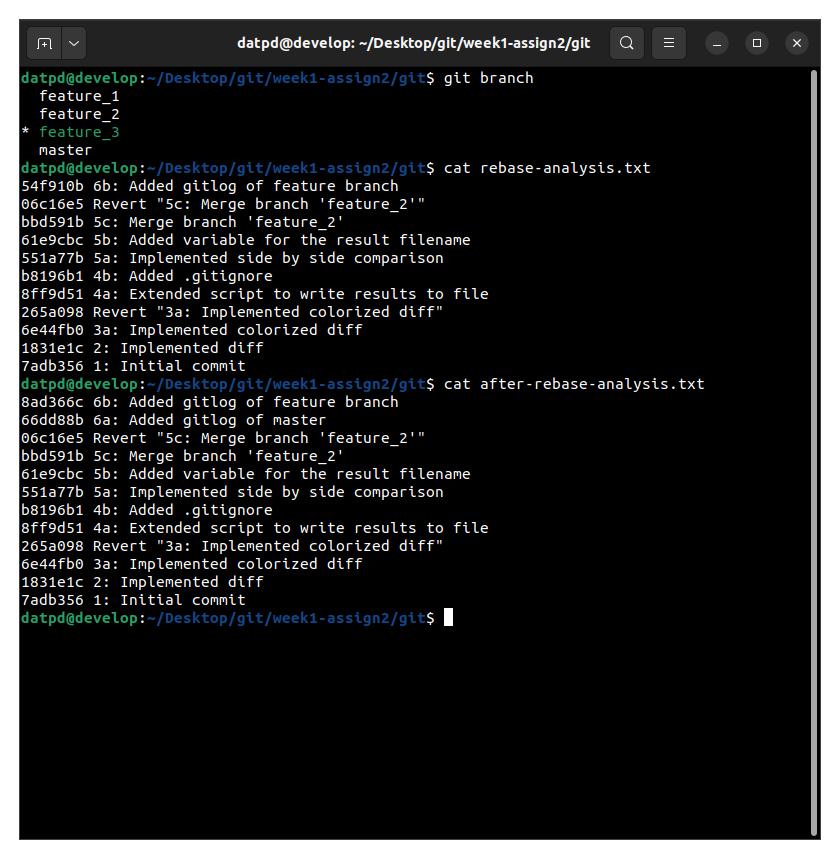 datpd@develop: ~/Desktop/git/week1-assign2/git
datpd@develop:~/Desktop/git/week1-assign2/git$ git branch
  feature_1
  feature_2
* feature_3
  master
datpd@develop:~/Desktop/git/week1-assign2/git$ cat rebase-analysis.txt
54f910b 6b: Added gitlog of feature branch
06c16e5 Revert "5c: Merge branch 'feature_2'"
bbd591b 5c: Merge branch 'feature_2'
61e9cbc 5b: Added variable for the result filename
551a77b 5a: Implemented side by side comparison
b8196b1 4b: Added .gitignore
8ff9d51 4a: Extended script to write results to file
265a098 Revert "3a: Implemented colorized diff"
6e44fb0 3a: Implemented colorized diff
1831e1c 2: Implemented diff
7adb356 1: Initial commit
datpd@develop:~/Desktop/git/week1-assign2/git$ cat after-rebase-analysis.txt
8ad366c 6b: Added gitlog of feature branch
66dd88b 6a: Added gitlog of master
06c16e5 Revert "5c: Merge branch 'feature_2'"
bbd591b 5c: Merge branch 'feature_2'
61e9cbc 5b: Added variable for the result filename
551a77b 5a: Implemented side by side comparison
b8196b1 4b: Added .gitignore
8ff9d51 4a: Extended script to write results to file
265a098 Revert "3a: Implemented colorized diff"
6e44fb0 3a: Implemented colorized diff
1831e1c 2: Implemented diff
7adb356 1: Initial commit
datpd@develop:~/Desktop/git/week1-assign2/git$